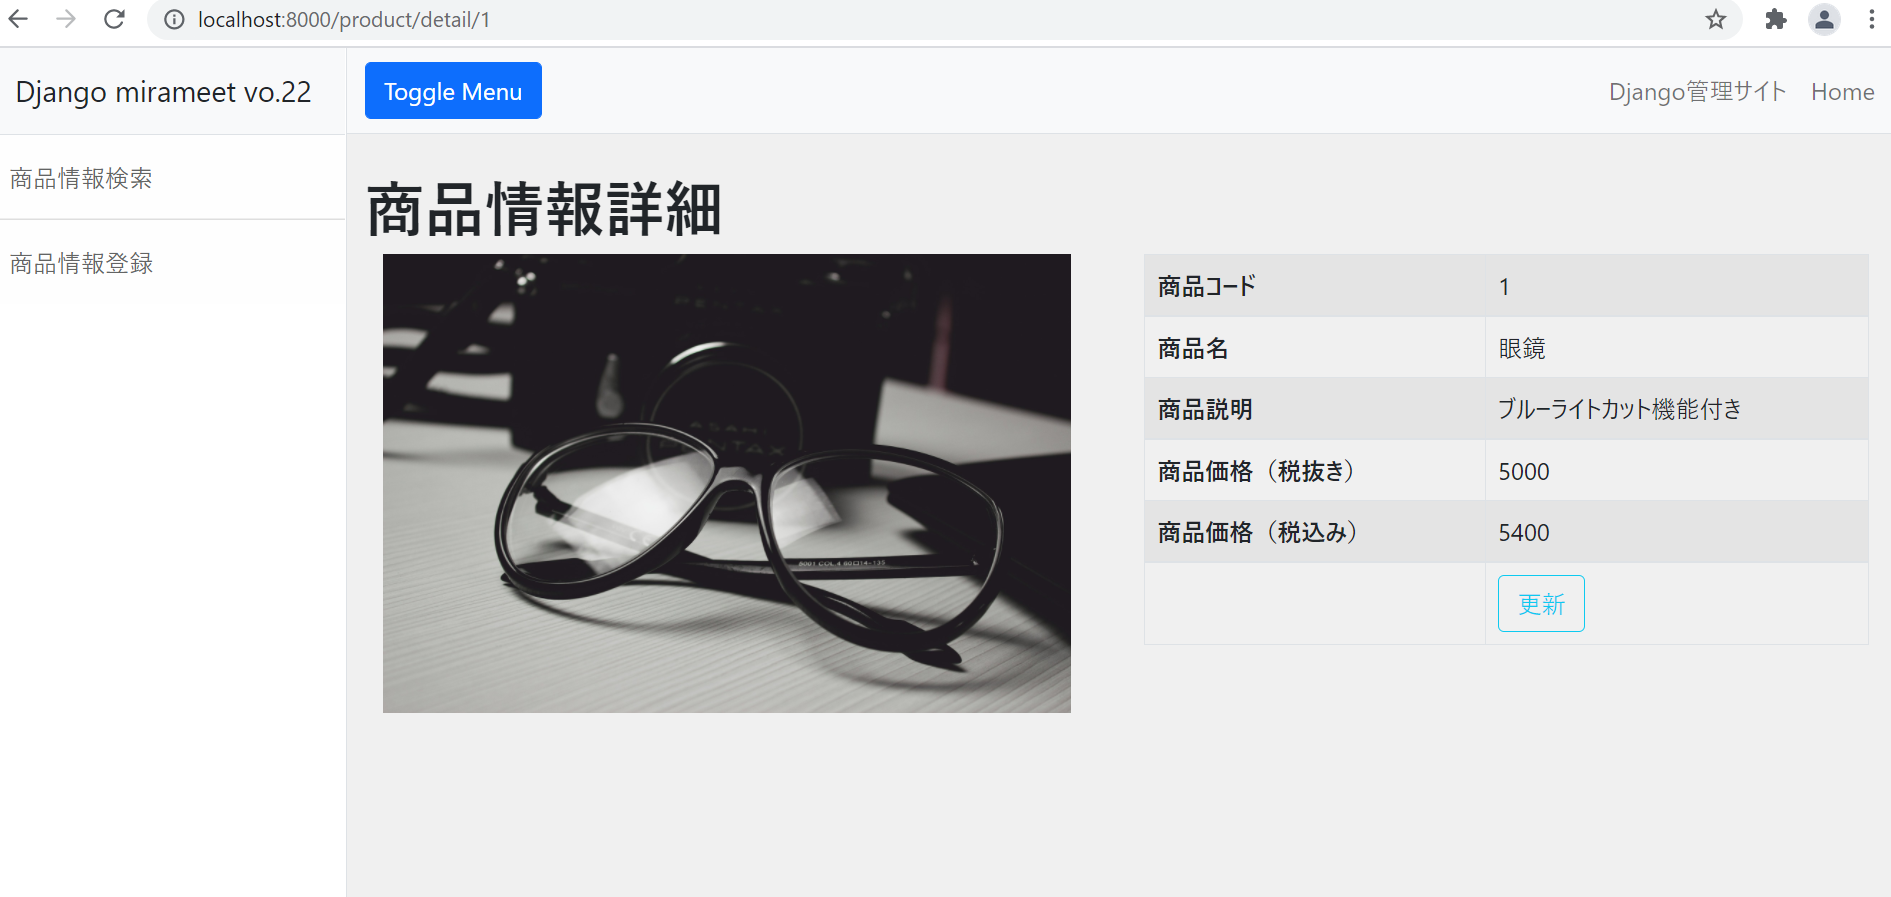 localhost:8000/product/detail/1
Django mirameet vo.22
Toggle Menu
Django管理サイト
Home
商品情報検索
商品情報登録
商品情報詳細
PENTAX
ASAHI
PENTAX
商品コード 1
商品名 眼鏡
商品説明 ブルーライトカット機能付き
商品価格（税抜き） 5000
商品価格（税込み） 5400
更新